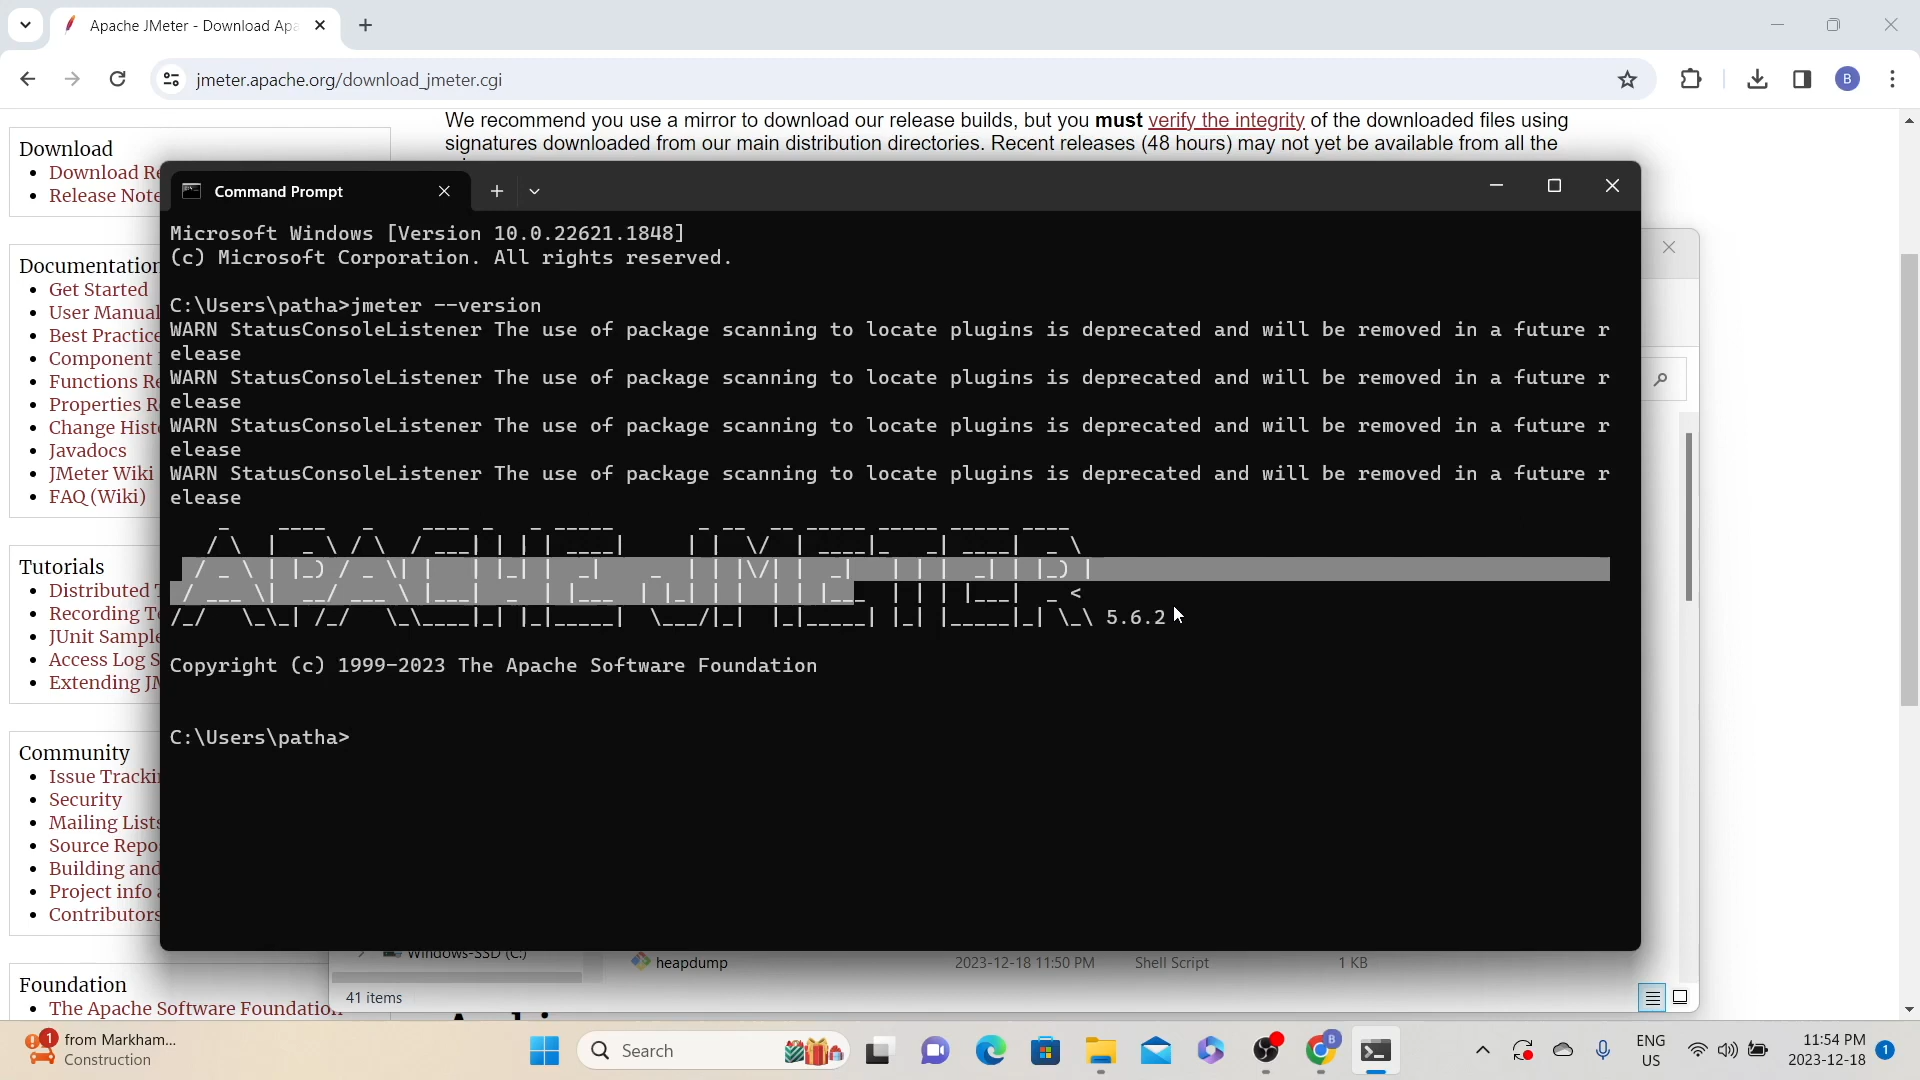 Apache JMeter - Download Apa
jmeter.apache.org/download_jmeter.cgi
B
We recommend you use a mirror to download our release builds, but you must verify the integrity of the downloaded files using
signatures downloaded from our main distribution directories. Recent releases (48 hours) may not yet be available from all the
Download
Download Re
Release Note
Documentation
Get Started
User Manual
Best Practice
Component
Functions Re
Properties R
Change Histo
Javadocs
JMeter Wiki
FAQ (Wiki)
Tutorials
Distributed T
Recording Te
JUnit Sample
Access Log S
Extending JM
Community
Issue Trackin
Security
Mailing Lists
Source Repo
Building and
Project info a
Contributors
Foundation
The Apache Software Foundation
Command Prompt
Microsoft Windows [Version 10.0.22621.1848]
(c) Microsoft Corporation. All rights reserved.
C:\Users\patha>jmeter --version
WARN StatusConsoleListener The use of package scanning to locate plugins is deprecated and will be removed in a future r
elease
WARN StatusConsoleListener The use of package scanning to locate plugins is deprecated and will be removed in a future r
elease
WARN StatusConsoleListener The use of package scanning to locate plugins is deprecated and will be removed in a future r
elease
WARN StatusConsoleListener The use of package scanning to locate plugins is deprecated and will be removed in a future r
elease
APACHE JMETER 5.6.2
Copyright (c) 1999-2023 The Apache Software Foundation
C:\Users\patha>
Windows-SSD (C:)
heapdump
2023-12-18 11:50 PM
Shell Script
1 KB
41 items
1
from Markham...
Construction
Search
B
ENG
US
11:54 PM
2023-12-18
1